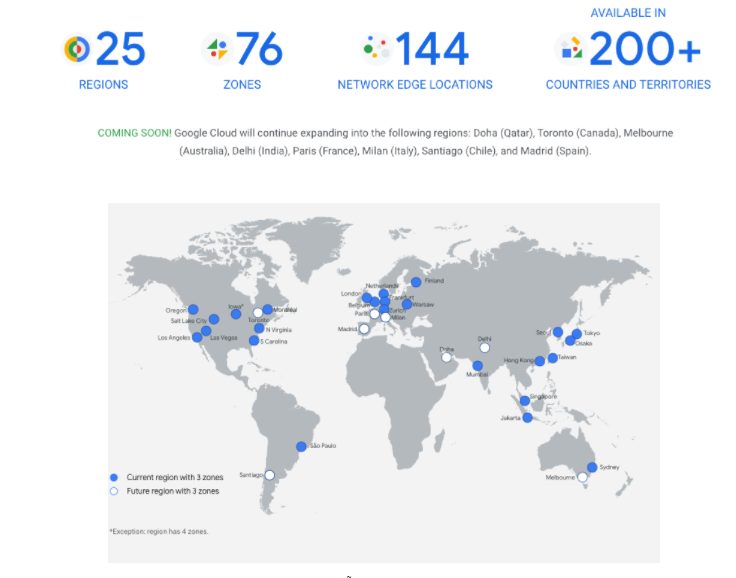 AVAILABLE IN
25
76
144
200+
REGIONS
ZONES
NETWORK EDGE LOCATIONS
COUNTRIES AND TERRITORIES
COMING SOON! Google Cloud will continue expanding into the following regions: Doha (Qatar), Toronto (Canada), Melbourne
(Australia), Delhi (India), Paris (France), Milan (Italy), Santiago (Chile), and Madrid (Spain).
Finland
Netherlands
London
Frankfurt
Belgium
Warsaw
Zurich
Paris
Milan
Madrid
Oregon
Iowa*
Montréal
Salt Lake City
Toronto
N Virginia
Los Angeles
Las Vegas
S Carolina
Doha
Delhi
Mumbai
Seoul
Tokyo
Osaka
Hong Kong
Taiwan
Singapore
Jakarta
São Paulo
Santiago
Sydney
Melbourne
Current region with 3 zones
Future region with 3 zones
*Exception: region has 4 zones.